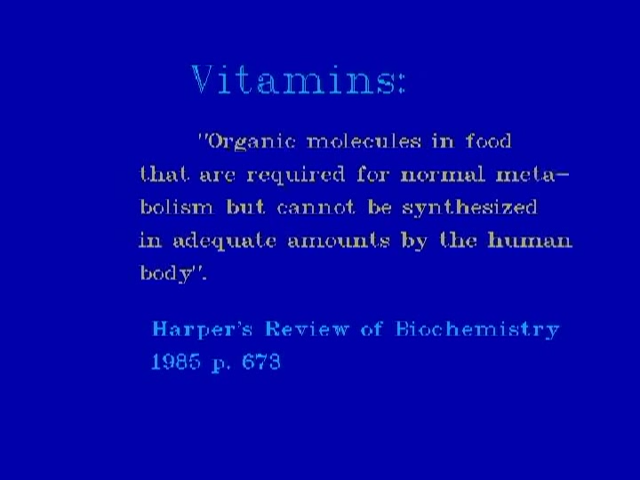 Vitamins:
"Organic molecules in food
that are required for normal meta-
bolism but cannot be synthesized
in adequate amounts by the human
body".
Harper's Review of Biochemistry
1985 p. 673